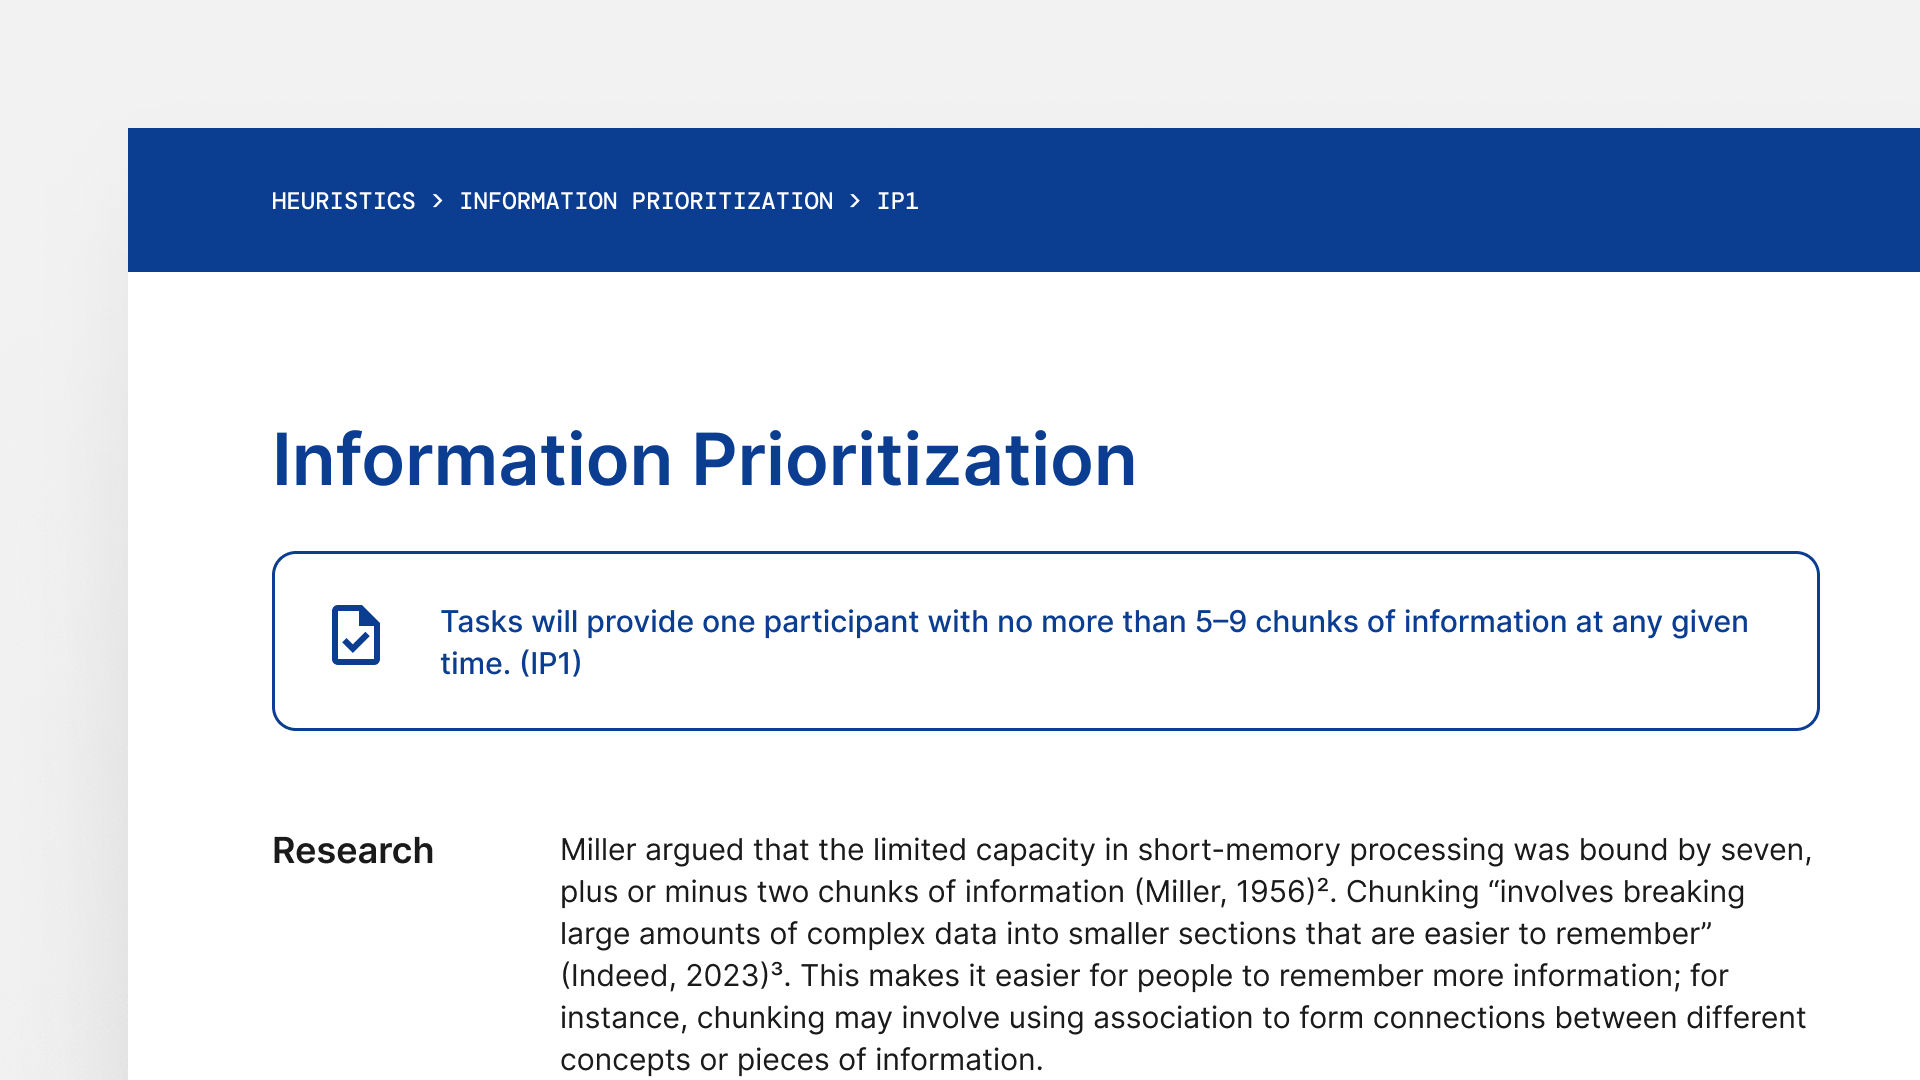 HEURISTICS > INFORMATION PRIORITIZATION > IP1
Information Prioritization
Tasks will provide one participant with no more than 5–9 chunks of information at any given
time. (IP1)
Research
Miller argued that the limited capacity in short-memory processing was bound by seven,
plus or minus two chunks of information (Miller, 1956)². Chunking “involves breaking
large amounts of complex data into smaller sections that are easier to remember”
(Indeed, 2023)³. This makes it easier for people to remember more information; for
instance, chunking may involve using association to form connections between different
concepts or pieces of information.